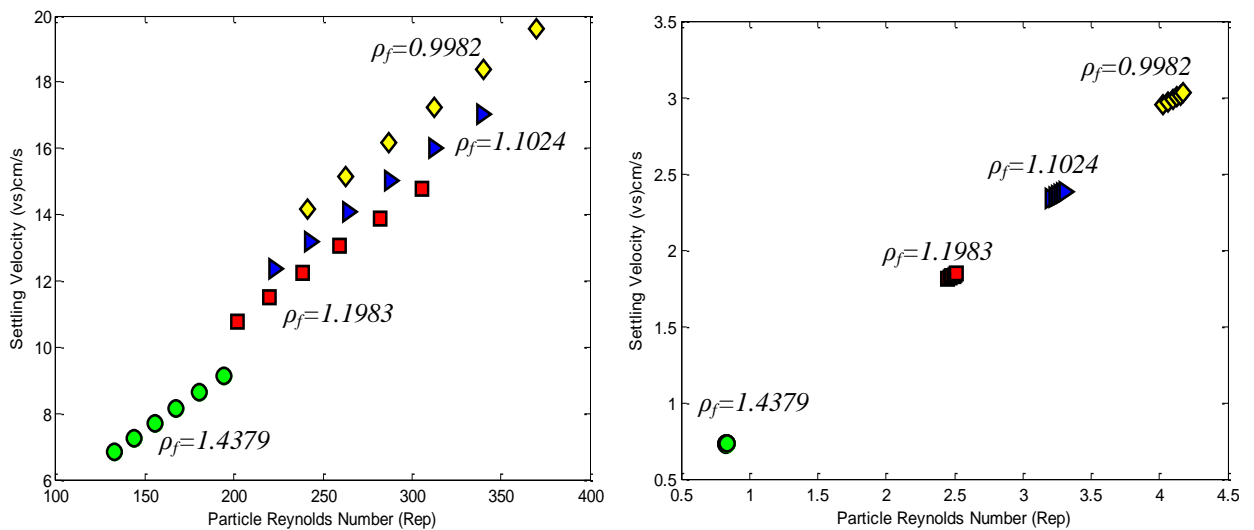 20
18
16
14
12
10
8
6
100
150
200
250
300
350
400
Settling Velocity (vs)cm/s
Particle Reynolds Number (Rep)
ρf=0.9982
ρf=1.1024
ρf=1.1983
ρf=1.4379
3.5
3
2.5
2
1.5
1
0.5
0.5
1
1.5
2
2.5
3
3.5
4
4.5
Settling Velocity (vs)cm/s
Particle Reynolds Number (Rep)
ρf=0.9982
ρf=1.1024
ρf=1.1983
ρf=1.4379